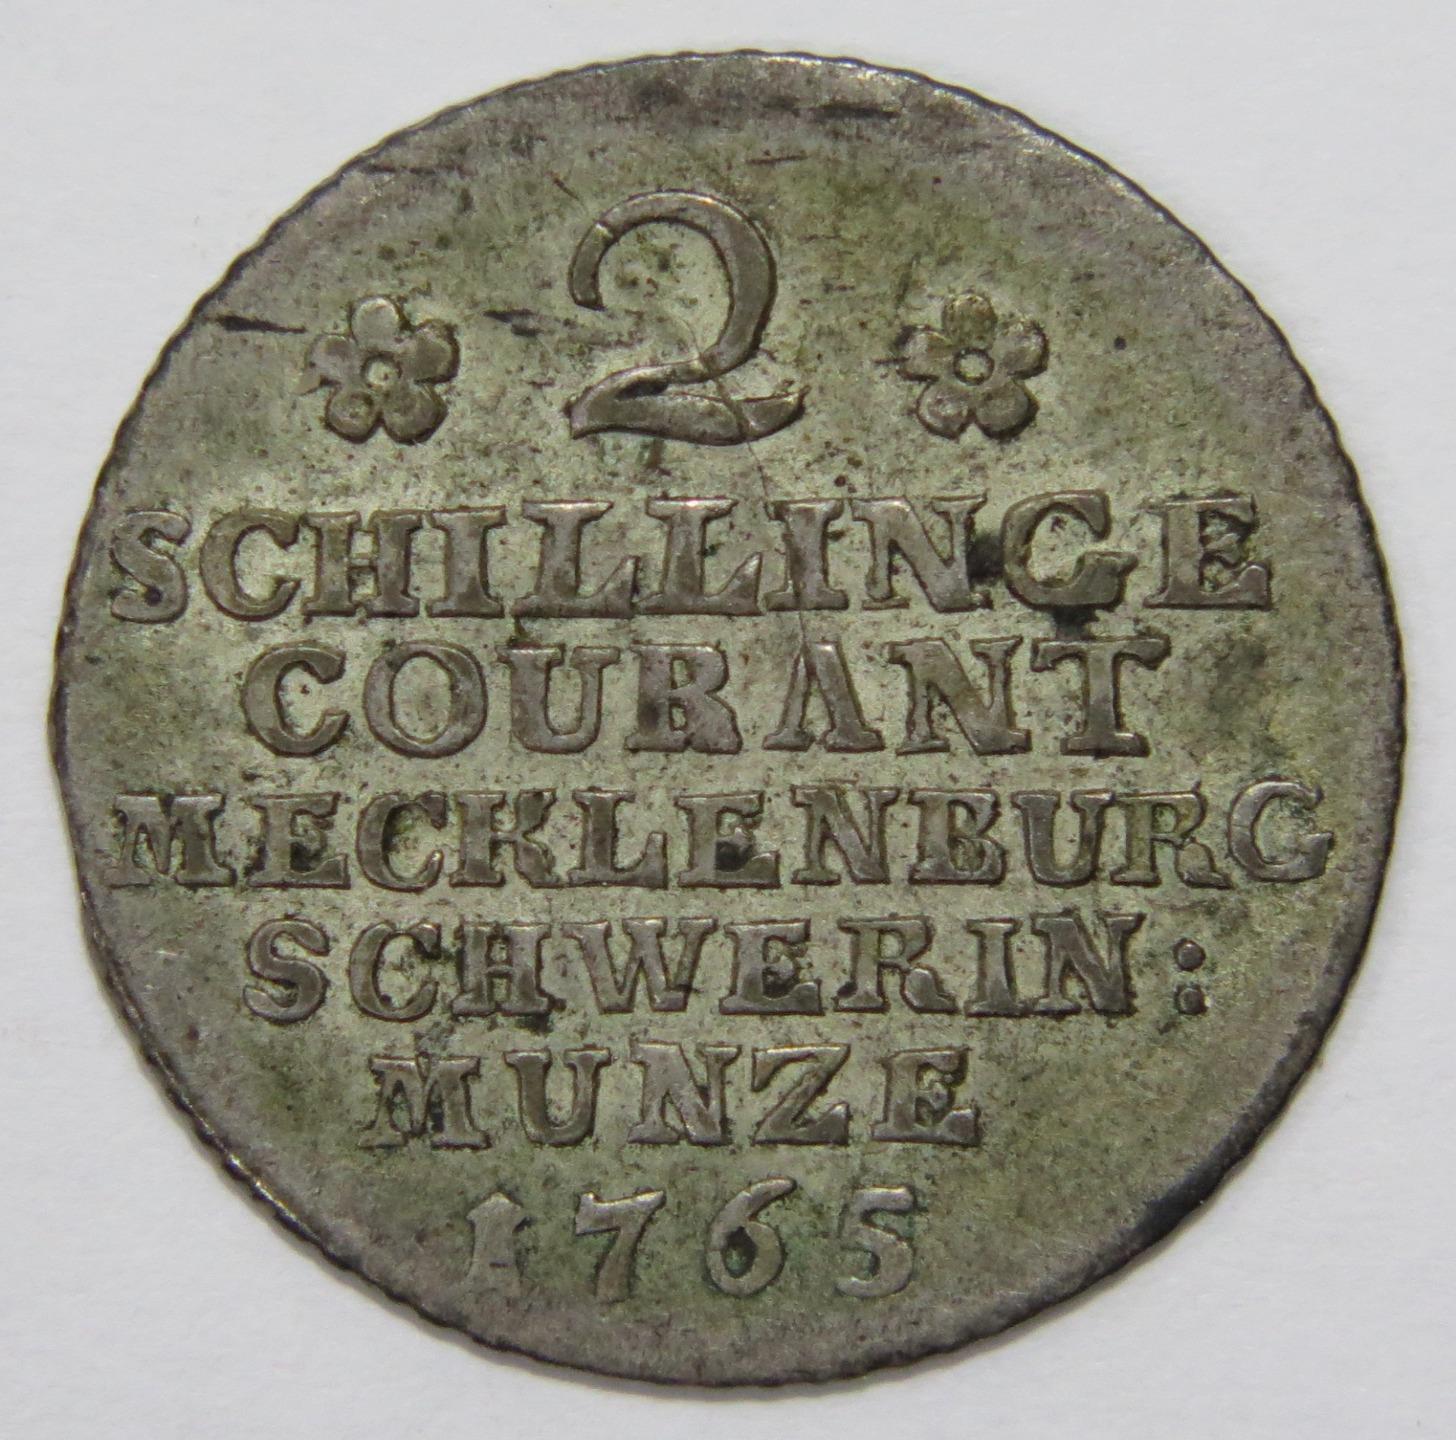 2
SCHILLINGE
COURANT
MECKLENBURG
SCHWERIN:
MUNZE
1765